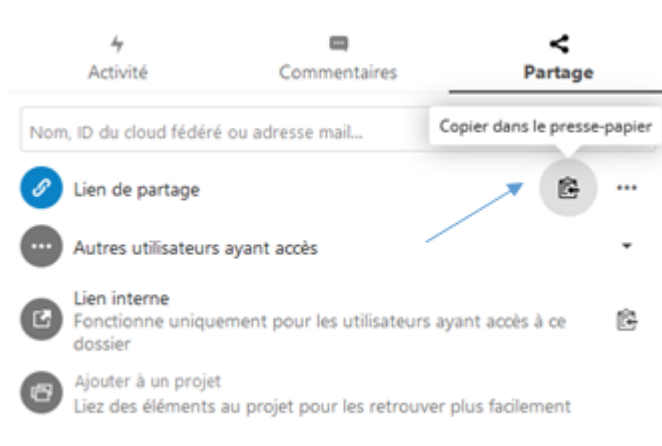 Activité
Commentaires
Partage
Nom, ID du cloud fédéré ou adresse mail...
Copier dans le presse-papier
Lien de partage
Autres utilisateurs ayant accès
Lien interne
Fonctionne uniquement pour les utilisateurs ayant accès à ce
dossier
Ajouter à un projet
Liez des éléments au projet pour les retrouver plus facilement